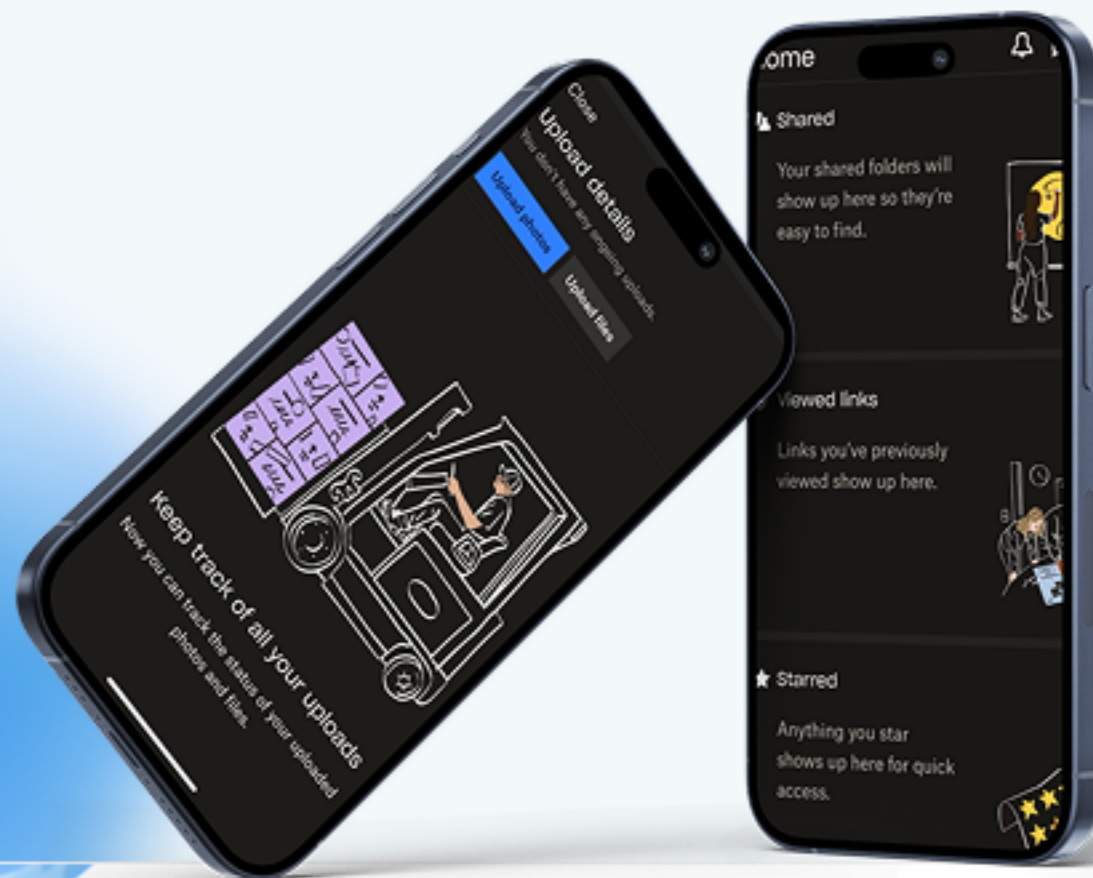 Close
Upload details
You don't have any ongoing uploads.
Upload photos
Upload files
Keep track of all your uploads
Now you can track the status of your uploaded
photos and files.
ome
Shared
Your shared folders will
show up here so they're
easy to find.
Viewed links
Links you've previously
viewed show up here.
Starred
Anything you star
shows up here for quick
access.